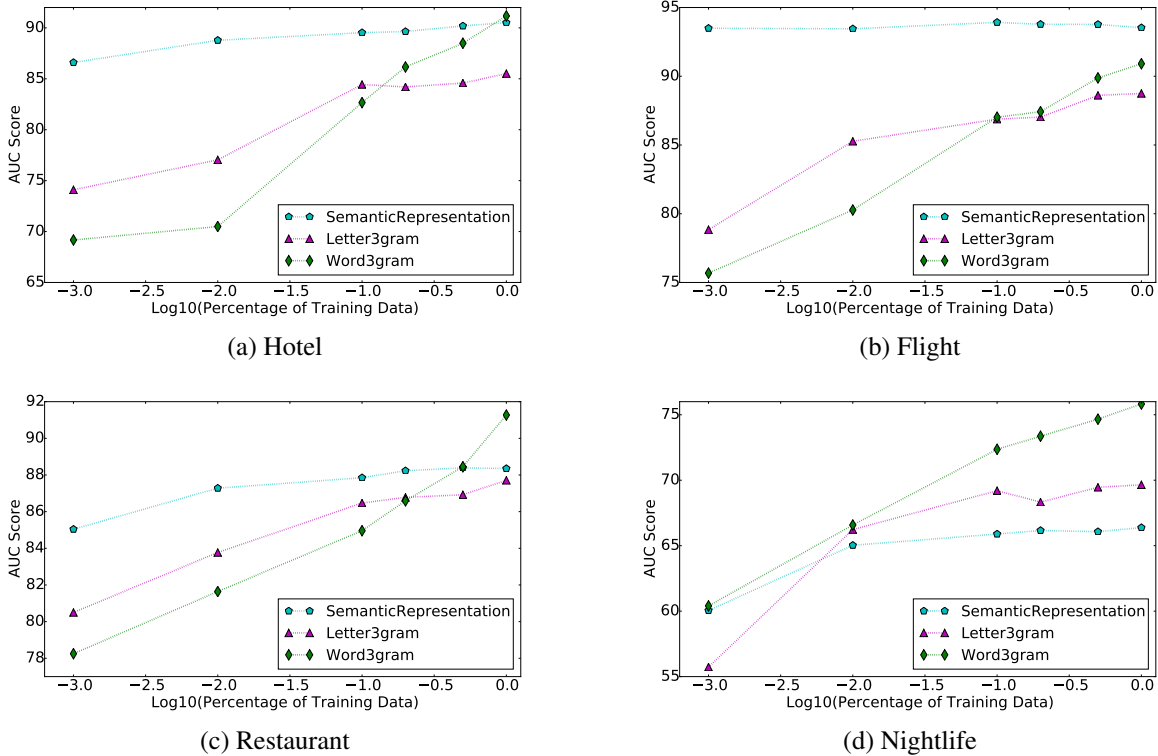 90
85
80
75
70
65
AUC Score
−3.0 −2.5 −2.0 −1.5 −1.0 −0.5 0.0
Log10(Percentage of Training Data)
SemanticRepresentation
Letter3gram
Word3gram
(a) Hotel
95
90
85
80
75
AUC Score
−3.0 −2.5 −2.0 −1.5 −1.0 −0.5 0.0
Log10(Percentage of Training Data)
SemanticRepresentation
Letter3gram
Word3gram
(b) Flight
92
90
88
86
84
82
80
78
AUC Score
−3.0 −2.5 −2.0 −1.5 −1.0 −0.5 0.0
Log10(Percentage of Training Data)
SemanticRepresentation
Letter3gram
Word3gram
(c) Restaurant
75
70
65
60
55
AUC Score
−3.0 −2.5 −2.0 −1.5 −1.0 −0.5 0.0
Log10(Percentage of Training Data)
SemanticRepresentation
Letter3gram
Word3gram
(d) Nightlife